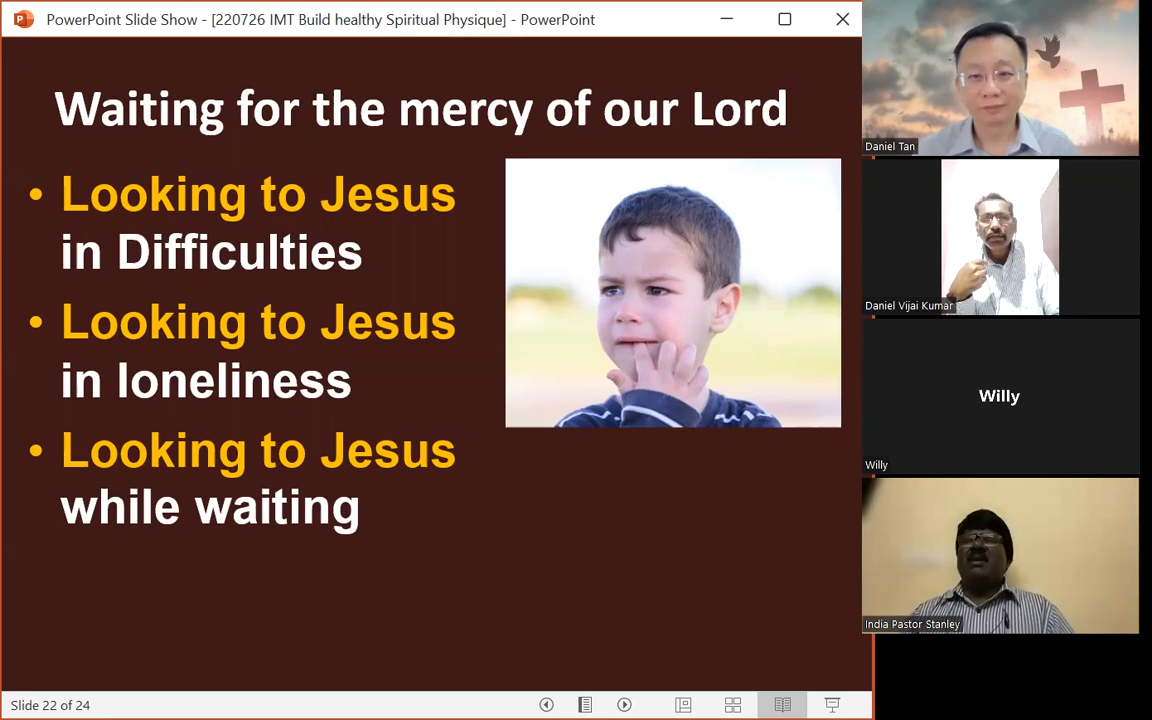 PowerPoint Slide Show - [220726 IMT Build healthy Spiritual Physique] - PowerPoint
Waiting for the mercy of our Lord
• Looking to Jesus
in Difficulties
• Looking to Jesus
in loneliness
• Looking to Jesus
while waiting
Slide 22 of 24
Daniel Tan
Daniel Vijai Kumar
Willy
Willy
India Pastor Stanley